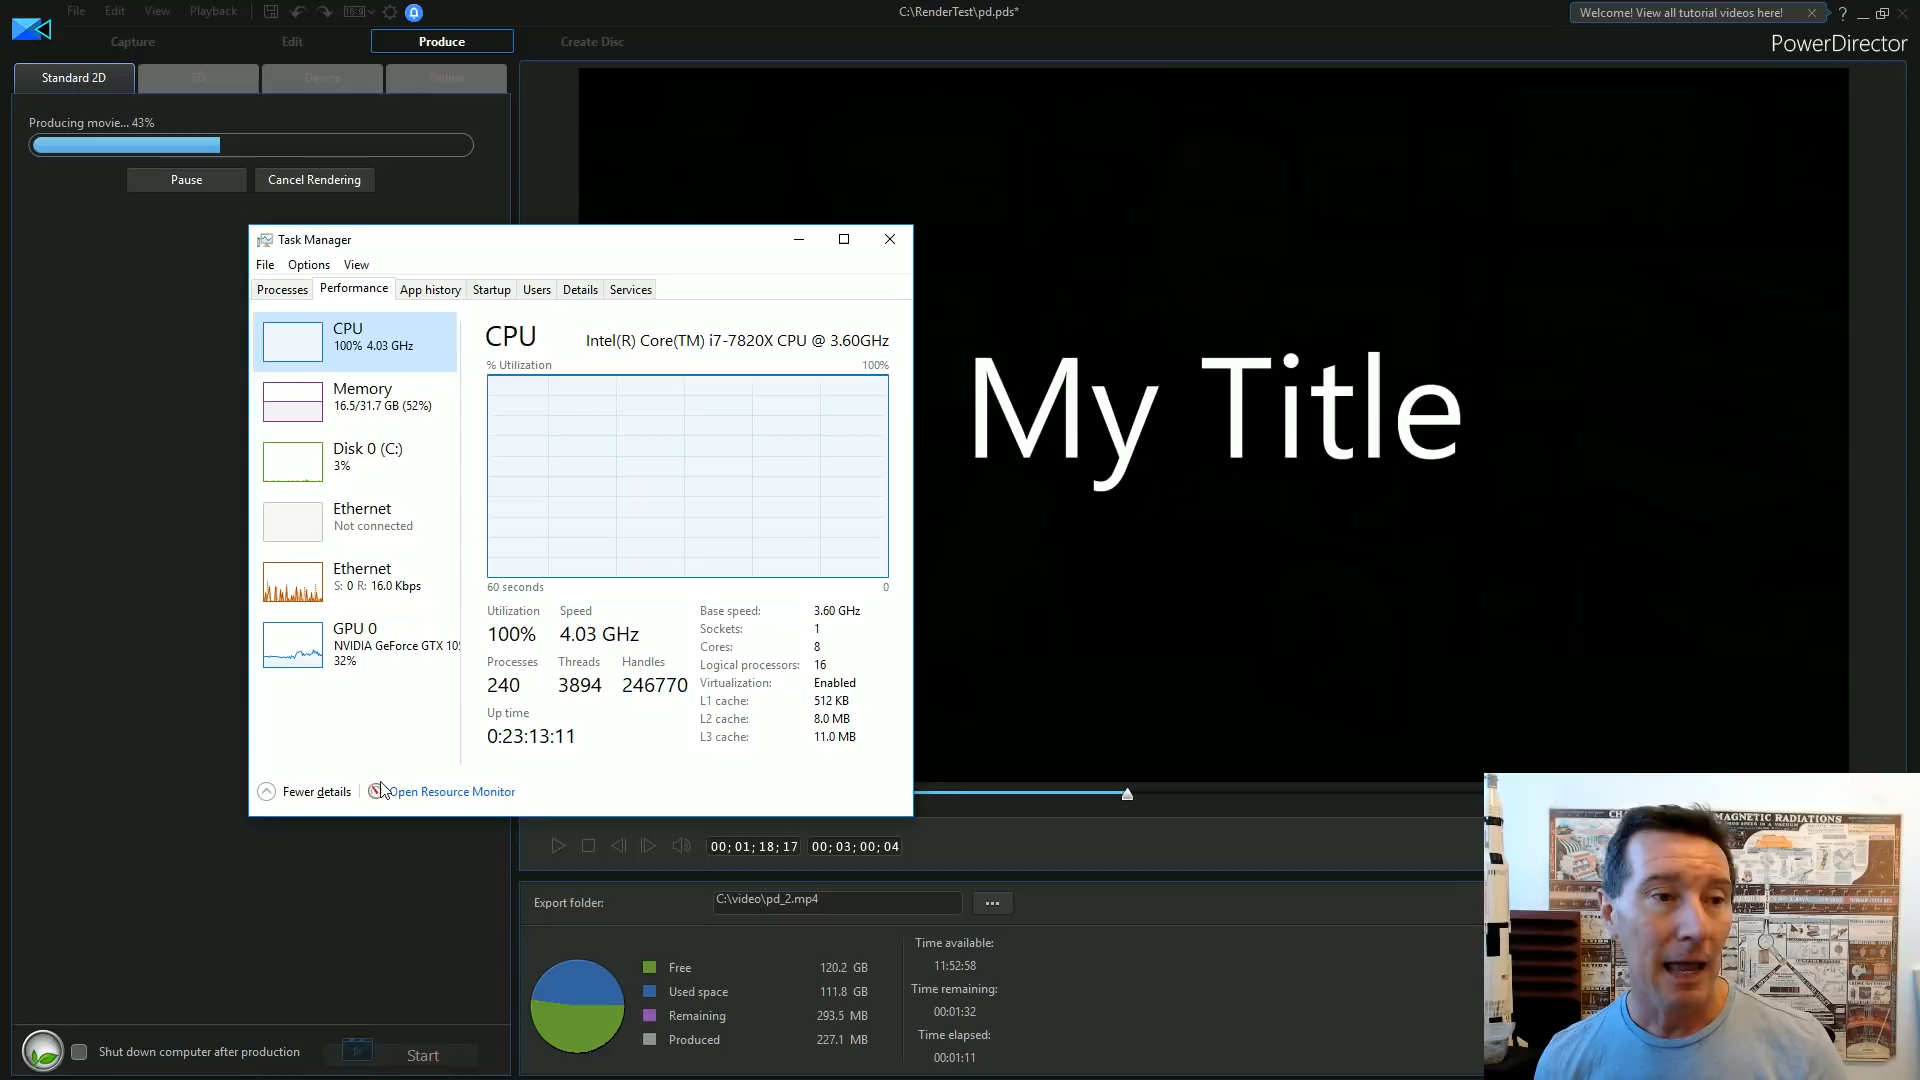 File Edit View Playback
16:9
C:\RenderTest\pd.pds*
Welcome! View all tutorial videos here!
?
PowerDirector
Capture
Edit
Produce
Create Disc
Standard 2D
3D
Device
Online
Producing movie... 43%
Pause
Cancel Rendering
Task Manager
File Options View
Processes Performance App history Startup Users Details Services
CPU
100% 4.03 GHz
Memory
16.5/31.7 GB (52%)
Disk 0 (C:)
3%
Ethernet
Not connected
Ethernet
S: 0 R: 16.0 Kbps
GPU 0
NVIDIA GeForce GTX 10
32%
CPU
Intel(R) Core(TM) i7-7820X CPU @ 3.60GHz
% Utilization
100%
60 seconds
0
Utilization Speed
100% 4.03 GHz
Processes Threads Handles
240 3894 246770
Up time
0:23:13:11
Base speed: 3.60 GHz
Sockets: 1
Cores: 8
Logical processors: 16
Virtualization: Enabled
L1 cache: 512 KB
L2 cache: 8.0 MB
L3 cache: 11.0 MB
Fewer details
Open Resource Monitor
My Title
00; 01; 18; 17
00; 03; 00; 04
Export folder:
C:\video\pd_2.mp4
...
Free 120.2 GB
Used space 111.8 GB
Remaining 293.5 MB
Produced 227.1 MB
Time available:
11:52:58
Time remaining:
00:01:32
Time elapsed:
00:01:11
Shut down computer after production
Start
MAGNETIC RADIATIONS